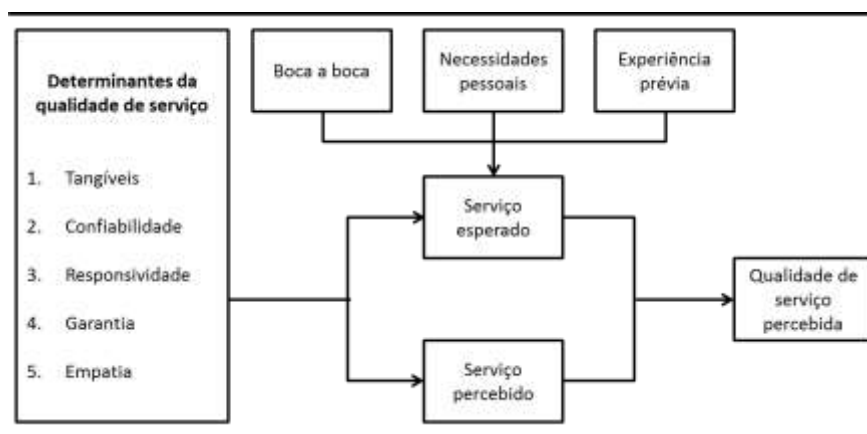 Determinantes da
qualidade de serviço
1. Tangíveis
2. Confiabilidade
3. Responsividade
4. Garantia
5. Empatia
Boca a boca
Necessidades
pessoais
Experiência
prévia
Serviço
esperado
Serviço
percebido
Qualidade de
serviço
percebida